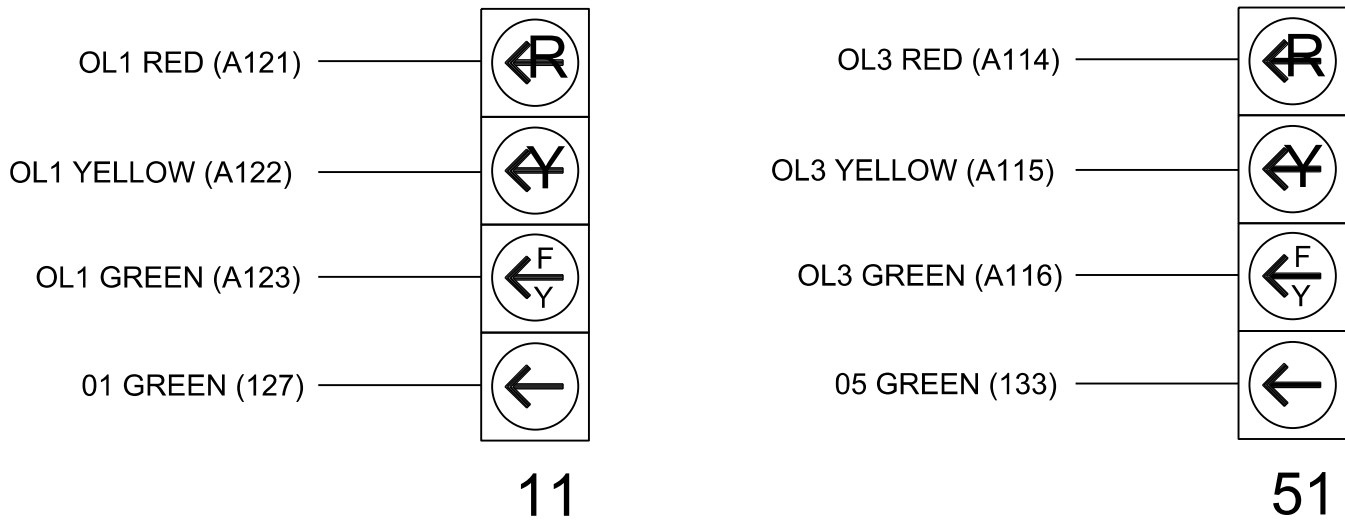 OL1 RED (A121)
R
OL1 YELLOW (A122)
Y
OL1 GREEN (A123)
F
Y
01 GREEN (127)
11
OL3 RED (A114)
R
OL3 YELLOW (A115)
Y
OL3 GREEN (A116)
F
Y
05 GREEN (133)
51